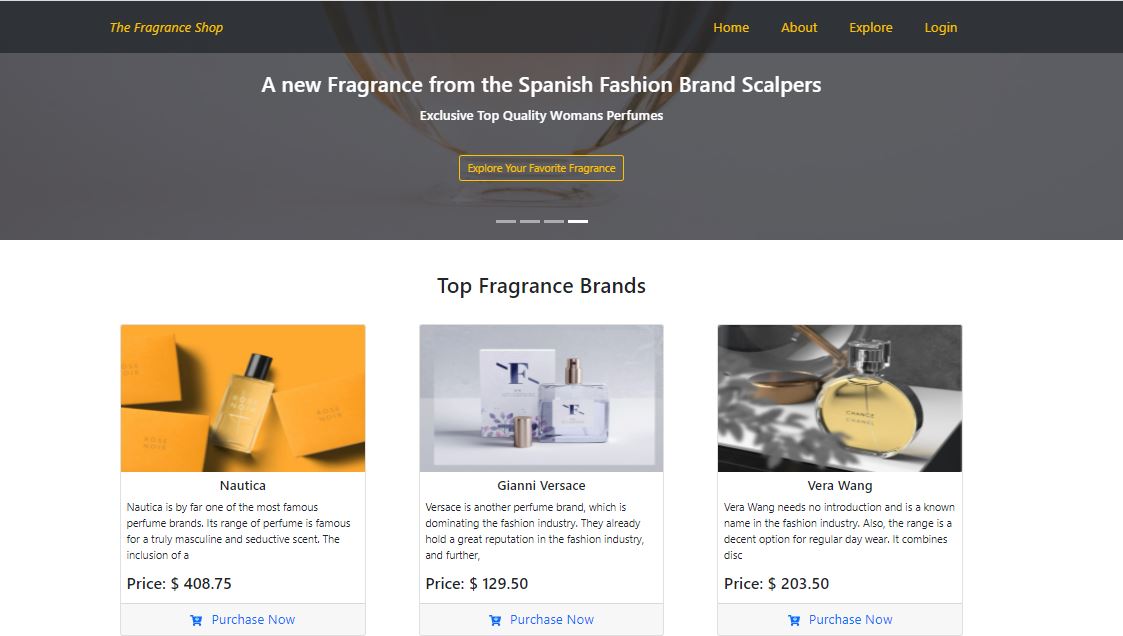 The Fragrance Shop
Home About Explore Login
A new Fragrance from the Spanish Fashion Brand Scalpers
Exclusive Top Quality Womans Perfumes
Explore Your Favorite Fragrance
Top Fragrance Brands
ROSE
NOIR
ROSE
NOIR
ROSE
NOIR
ROSE
NOIR
Nautica
Nautica is by far one of the most famous
perfume brands. Its range of perfume is famous
for a truly masculine and seductive scent. The
inclusion of a
Price: $ 408.75
Purchase Now
F
F
Gianni Versace
Versace is another perfume brand, which is
dominating the fashion industry. They already
hold a great reputation in the fashion industry,
and further,
Price: $ 129.50
Purchase Now
CHANCE
CHANEL
Vera Wang
Vera Wang needs no introduction and is a known
name in the fashion industry. Also, the range is a
decent option for regular day wear. It combines
disc
Price: $ 203.50
Purchase Now